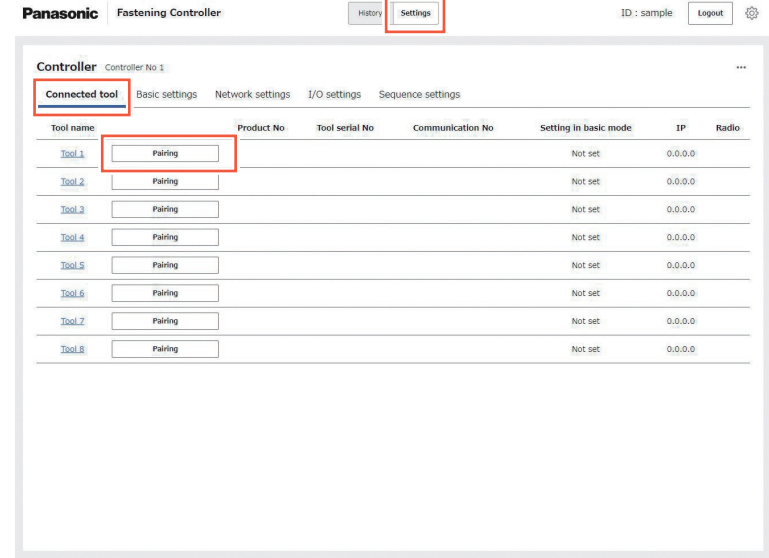 Panasonic Fastening Controller History Settings ID : sample Logout
Controller Controller No 1 ...
Connected tool Basic settings Network settings I/O settings Sequence settings
Tool name Product No Tool serial No Communication No Setting in basic mode IP Radio
Tool 1 Pairing Not set 0.0.0.0
Tool 2 Pairing Not set 0.0.0.0
Tool 3 Pairing Not set 0.0.0.0
Tool 4 Pairing Not set 0.0.0.0
Tool 5 Pairing Not set 0.0.0.0
Tool 6 Pairing Not set 0.0.0.0
Tool 7 Pairing Not set 0.0.0.0
Tool 8 Pairing Not set 0.0.0.0